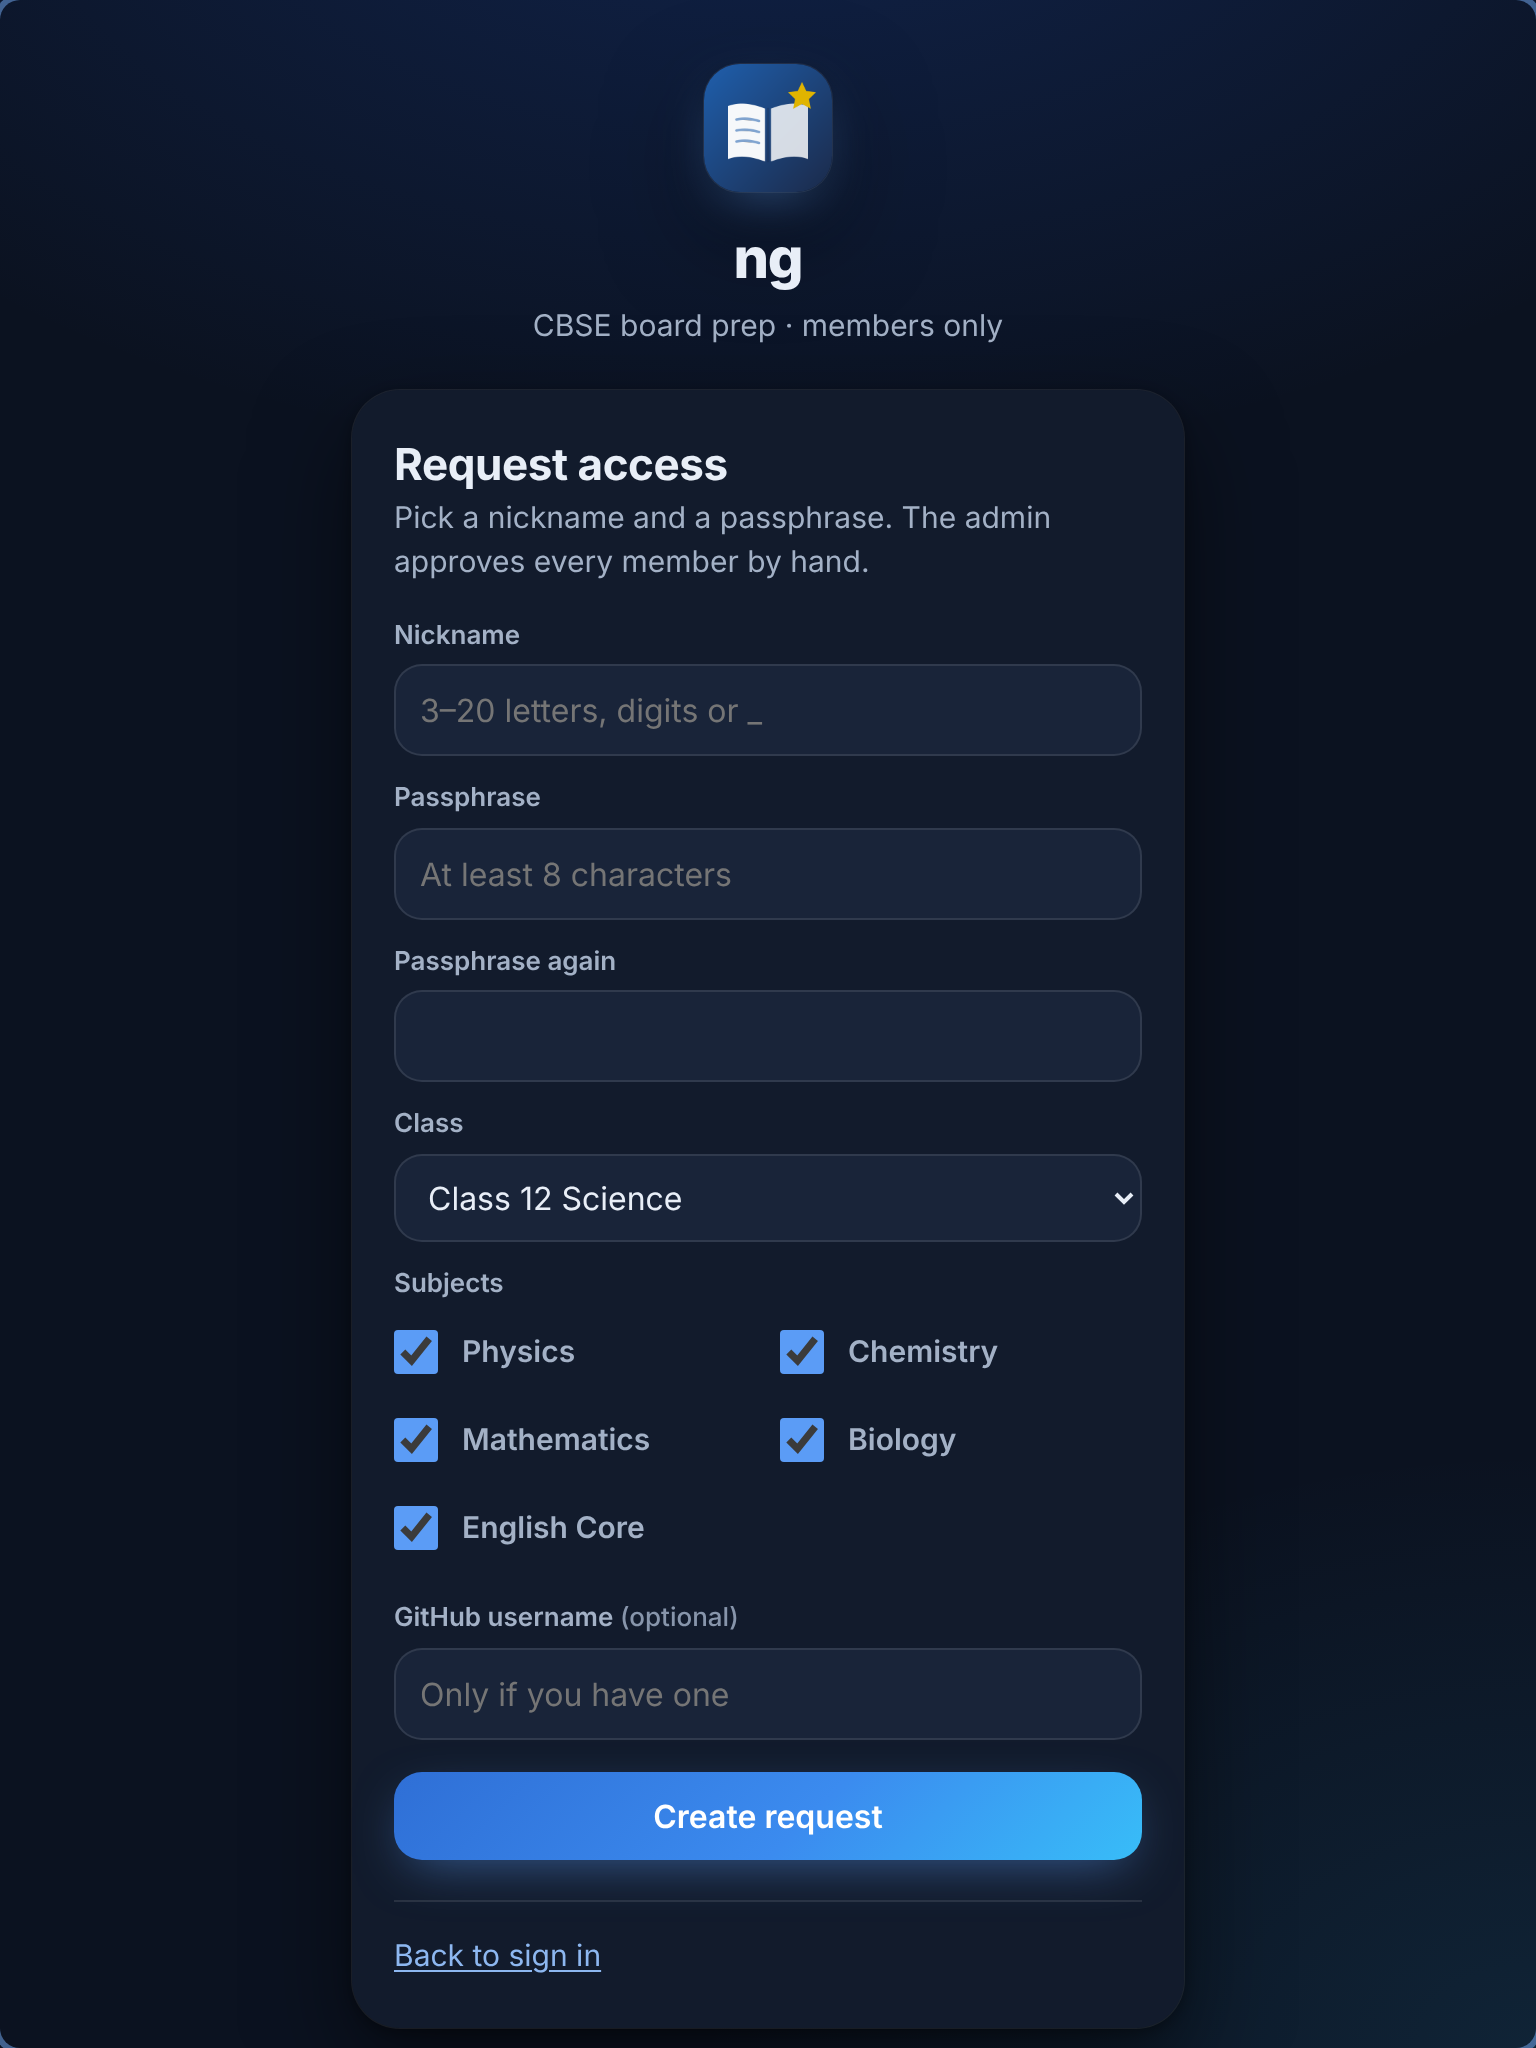 ng
CBSE board prep · members only
Request access
Pick a nickname and a passphrase. The admin
approves every member by hand.
Nickname
3–20 letters, digits or _
Passphrase
At least 8 characters
Passphrase again
Class
Class 12 Science
Subjects
Physics
Chemistry
Mathematics
Biology
English Core
GitHub username (optional)
Only if you have one
Create request
Back to sign in